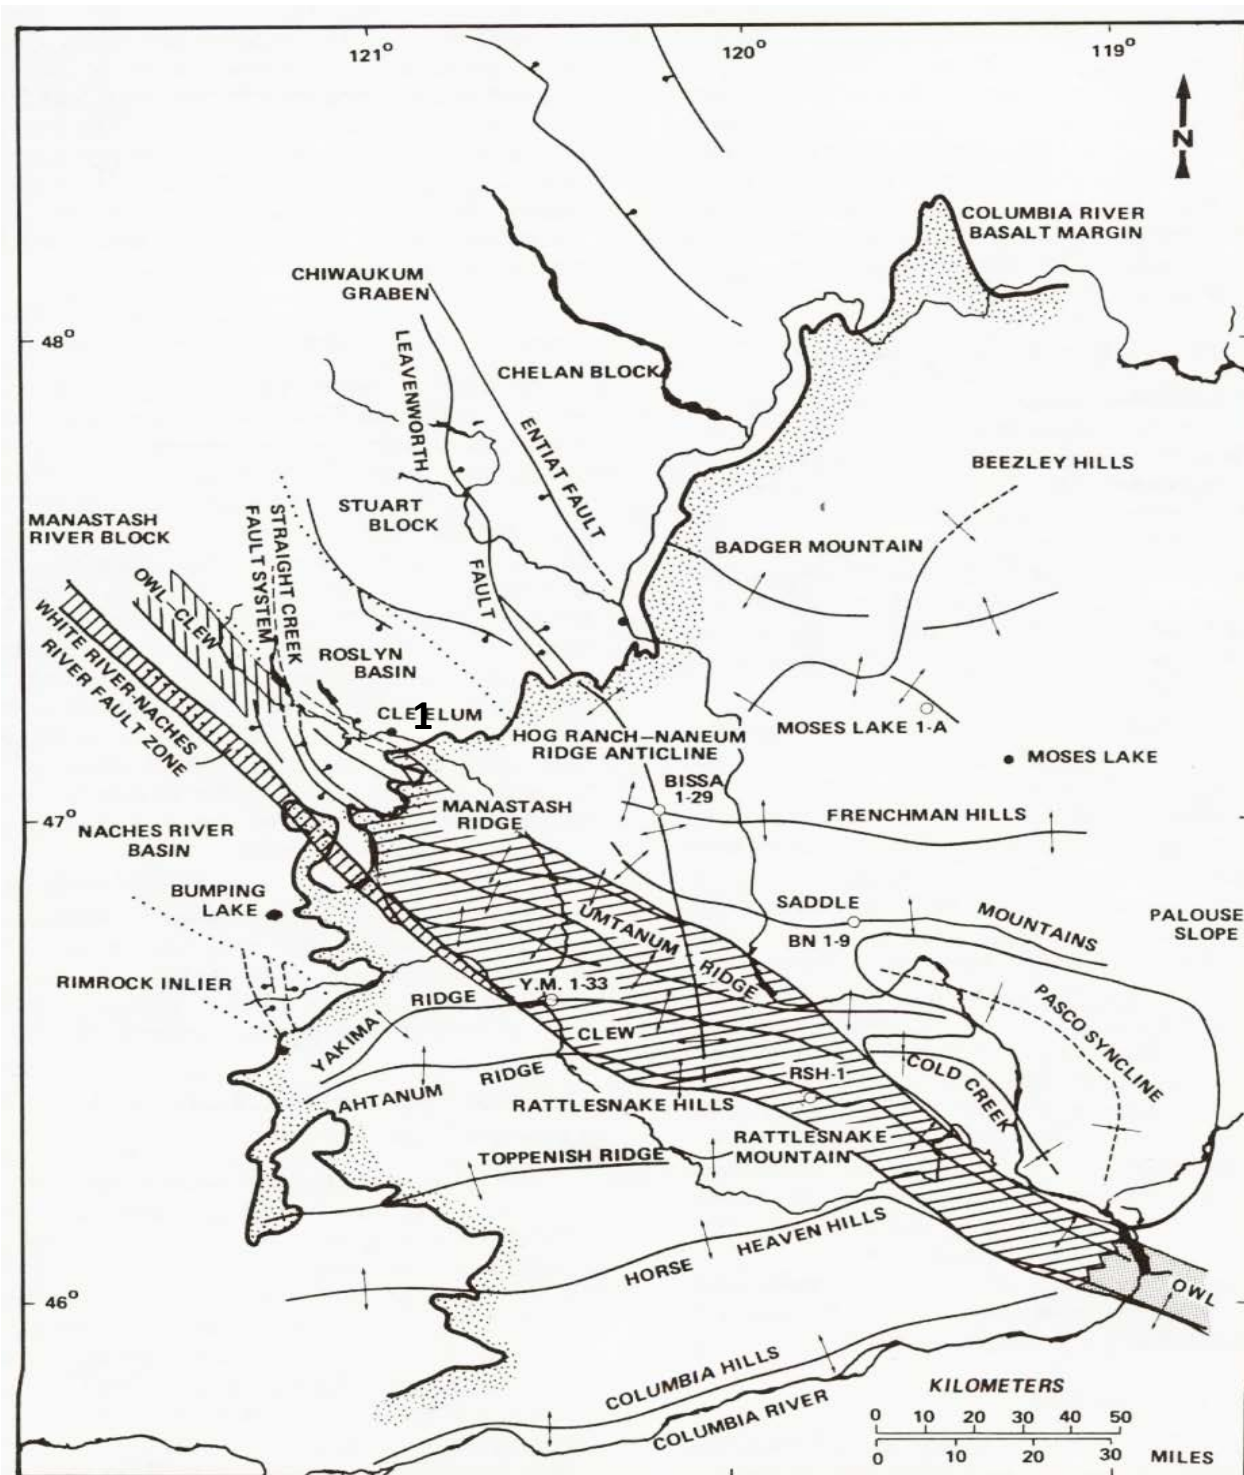 121°
120°
119°
N
COLUMBIA RIVER
BASALT MARGIN
CHIWAUKUM
GRABEN
48°
LEAVENWORTH
FAULT
CHELAN BLOCK
ENTIAT FAULT
BEEZLEY HILLS
STUART
BLOCK
MANASTASH
RIVER BLOCK
STRAIGHT CREEK
FAULT SYSTEM
BADGER MOUNTAIN
OWL-CLEW
WHITE RIVER-NACHES
RIVER FAULT ZONE
ROSLYN
BASIN
1
HOG RANCH-NANEUM
RIDGE ANTICLINE
MOSES LAKE 1-A
MOSES LAKE
BISSA
1-29
MANASTASH
RIDGE
FRENCHMAN HILLS
47°
NACHES RIVER
BASIN
BUMPING
LAKE
SADDLE
MOUNTAINS
BN 1-9
PALOUSE
SLOPE
UMTANUM
RIDGE
RIMROCK INLIER
Y.M. 1-33
YAKIMA
RIDGE
CLEW
PASCO SYNCLINE
AHTANUM
RIDGE
RSH-1
COLD CREEK
RATTLESNAKE HILLS
RATTLESNAKE
MOUNTAIN
TOPPENISH RIDGE
HORSE
HEAVEN HILLS
46°
OWL
COLUMBIA HILLS
COLUMBIA RIVER
KILOMETERS
0 10 20 30 40 50
0 10 20 30 MILES